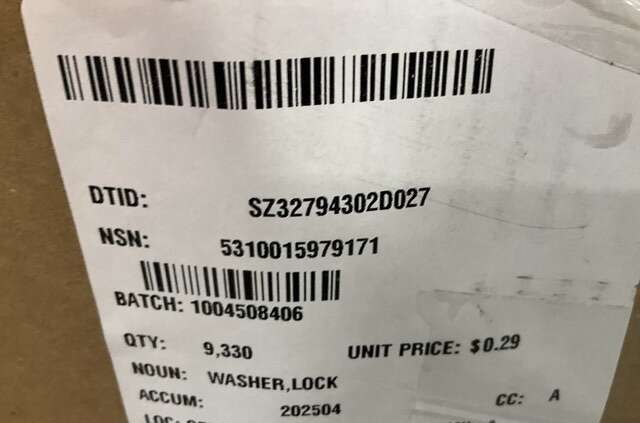 DTID: SZ32794302D027
NSN: 5310015979171
BATCH: 1004508406
QTY: 9,330 UNIT PRICE: $0.29
NOUN: WASHER,LOCK
ACCUM: 202504 CC: A